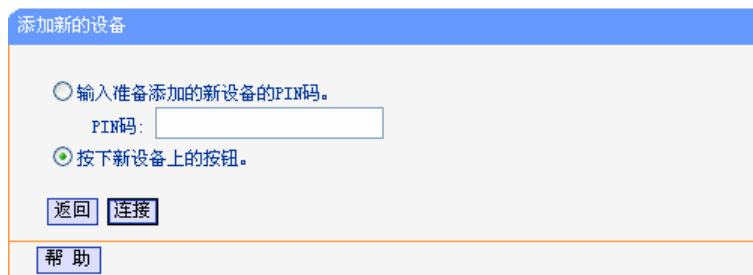 添加新的设备
输入准备添加的新设备的PIN码。
PIN码:
按下新设备上的按钮。
返回 连接
帮 助